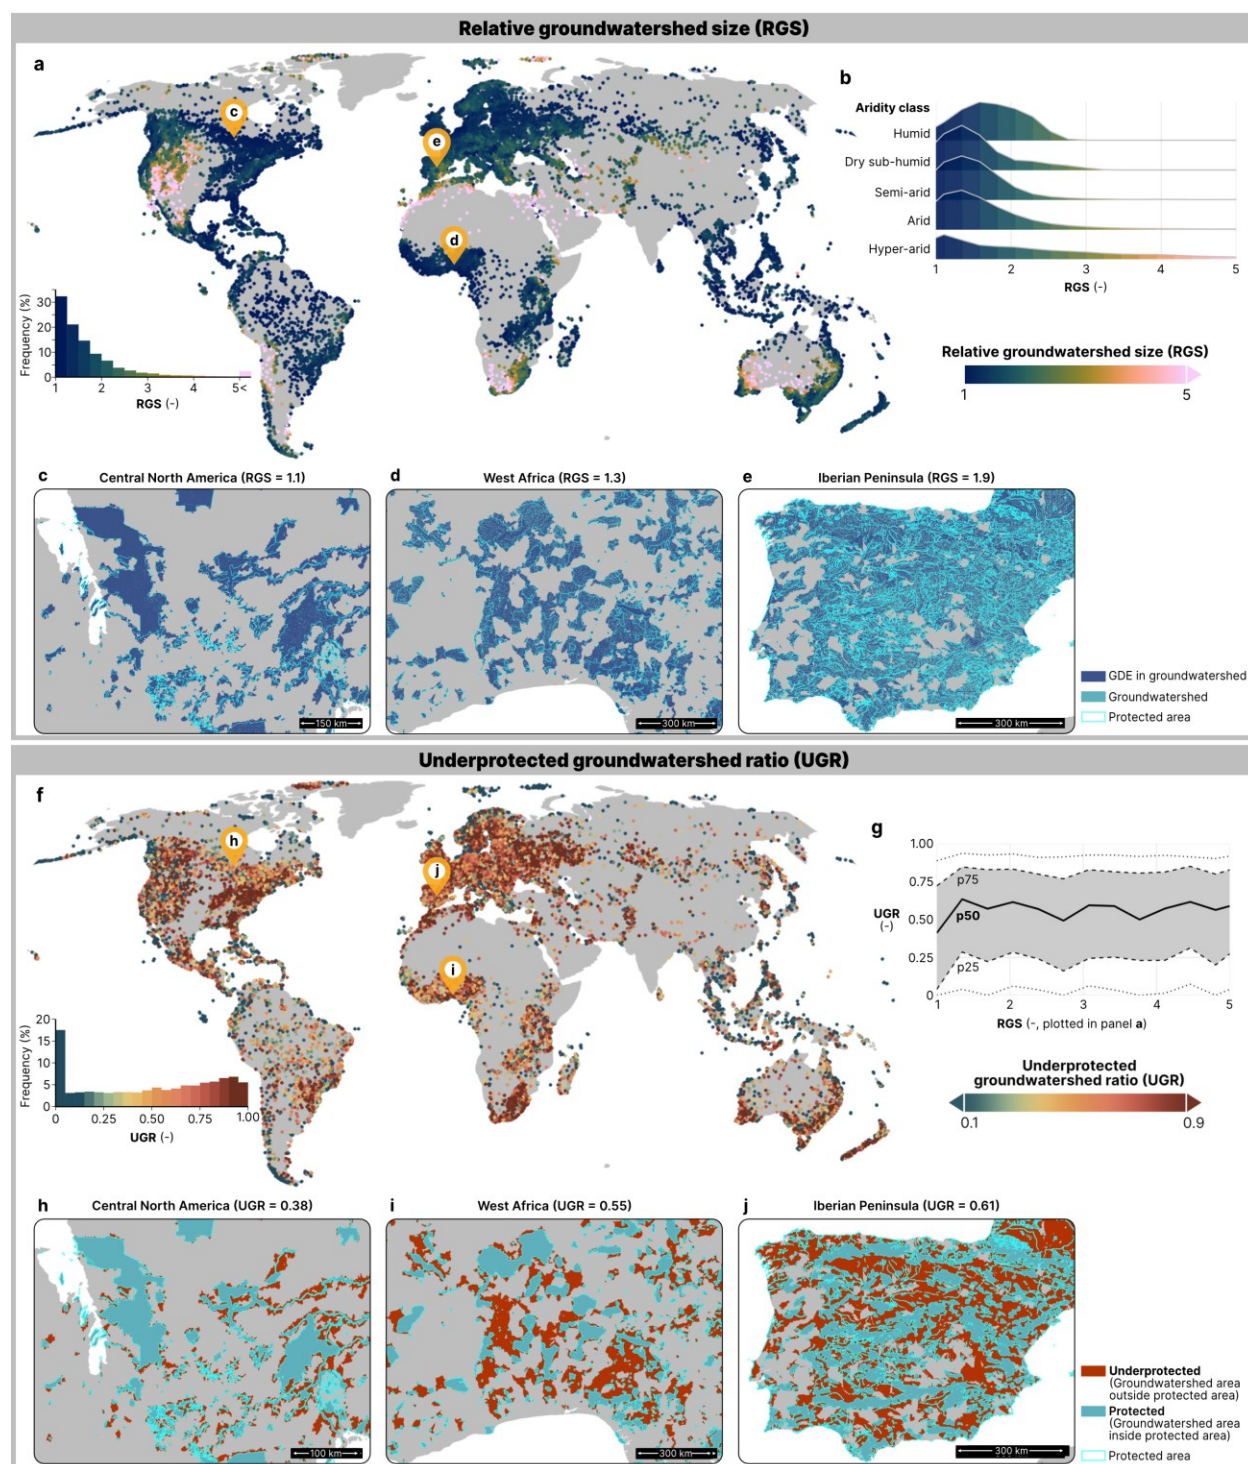 Relative groundwatershed size (RGS)
a
c
e
d
Frequency (%)
30
20
10
0
1 2 3 4 5<
RGS (-)
b
Aridity class
Humid
Dry sub-humid
Semi-arid
Arid
Hyper-arid
1 2 3 4 5
RGS (-)
Relative groundwatershed size (RGS)
1 5
c Central North America (RGS = 1.1)
150 km
d West Africa (RGS = 1.3)
300 km
e Iberian Peninsula (RGS = 1.9)
300 km
GDE in groundwatershed
Groundwatershed
Protected area
Underprotected groundwatershed ratio (UGR)
f
h
j
i
Frequency (%)
20
15
10
5
0
0 0.25 0.50 0.75 1.00
UGR (-)
g
1.00
0.75
0.50
0.25
0
UGR
(-)
p75
p50
p25
1 2 3 4 5
RGS (-, plotted in panel a)
Underprotected
groundwatershed ratio (UGR)
0.1 0.9
h Central North America (UGR = 0.38)
100 km
i West Africa (UGR = 0.55)
300 km
j Iberian Peninsula (UGR = 0.61)
300 km
Underprotected
(Groundwatershed area
outside protected area)
Protected
(Groundwatershed area
inside protected area)
Protected area